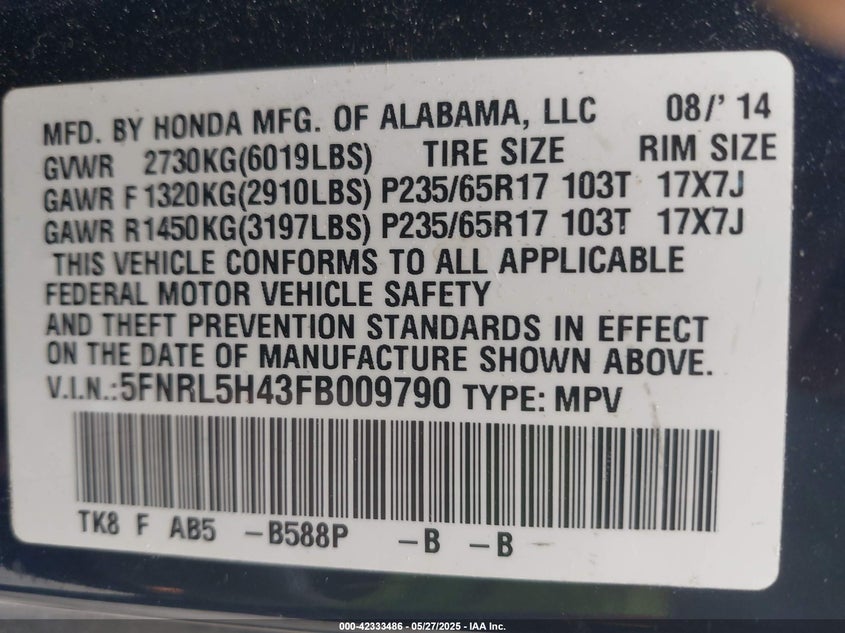 MFD. BY HONDA MFG. OF ALABAMA, LLC 08/' 14
GVWR 2730KG(6019LBS) TIRE SIZE RIM SIZE
GAWR F 1320KG(2910LBS) P235/65R17 103T 17X7J
GAWR R1450KG(3197LBS) P235/65R17 103T 17X7J
THIS VEHICLE CONFORMS TO ALL APPLICABLE
FEDERAL MOTOR VEHICLE SAFETY
AND THEFT PREVENTION STANDARDS IN EFFECT
ON THE DATE OF MANUFACTURE SHOWN ABOVE.
V.I.N.:5FNRL5H43FB009790 TYPE: MPV
TK8 F AB5 -B588P -B -B
000-42333486 - 05/27/2025 - IAA Inc.